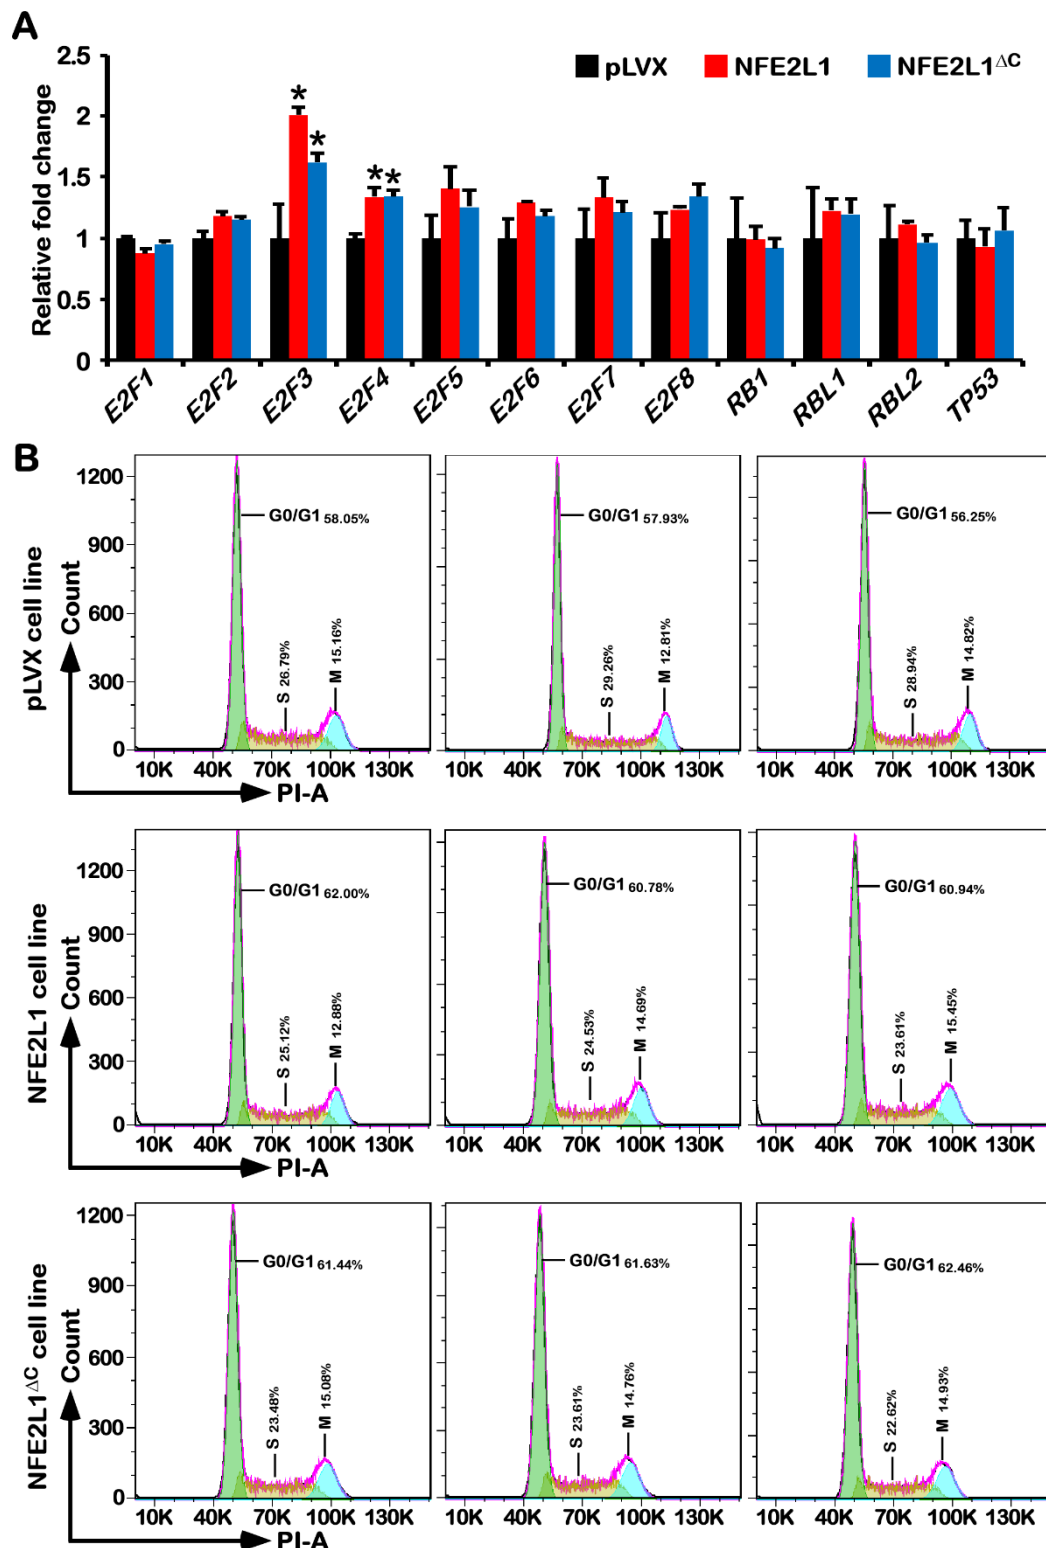 A
pLVX NFE2L1 NFE2L1ΔC
Relative fold change
2.5
2
1.5
1
0.5
0
E2F1 E2F2 E2F3 E2F4 E2F5 E2F6 E2F7 E2F8 RB1 RBL1 RBL2 TP53
* * * *
B
pLVX cell line
Count
1200
900
600
300
0
G0/G1 58.05%
S 26.79%
M 15.16%
G0/G1 57.93%
S 29.26%
M 12.81%
G0/G1 56.25%
S 28.94%
M 14.82%
10K 40K 70K 100K 130K 10K 40K 70K 100K 130K 10K 40K 70K 100K 130K
PI-A
NFE2L1 cell line
Count
1200
900
600
300
0
G0/G1 62.00%
S 25.12%
M 12.88%
G0/G1 60.78%
S 24.53%
M 14.69%
G0/G1 60.94%
S 23.61%
M 15.45%
10K 40K 70K 100K 130K 10K 40K 70K 100K 130K 10K 40K 70K 100K 130K
PI-A
NFE2L1ΔC cell line
Count
1200
900
600
300
0
G0/G1 61.44%
S 23.48%
M 15.08%
G0/G1 61.63%
S 23.61%
M 14.76%
G0/G1 62.46%
S 22.62%
M 14.93%
10K 40K 70K 100K 130K 10K 40K 70K 100K 130K 10K 40K 70K 100K 130K
PI-A